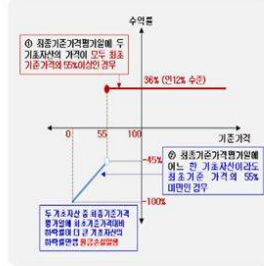 수익률
① 최종기준가격평가일에 두
기초자산의 가격이 모두 최초
기준가격의 55%이상인 경우
36% (연12% 수준)
0
55
100
기준가격
-45%
② 최종기준가격평가일에
어느 한 기초자산이라도
최초기준 가격의 55%
미만인 경우
-100%
두 기초자산 중 최종기준가격
평가일에 최초기준가격대비
하락률이 더 큰 기초자산의
하락률만큼 원금손실발생